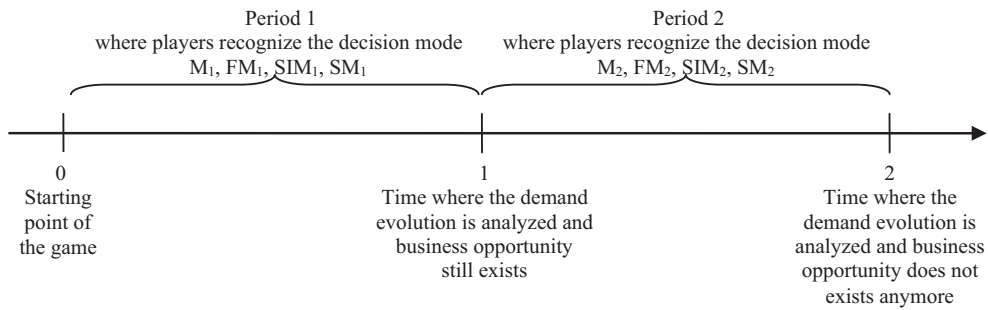 Period 1
where players recognize the decision mode
M₁, FM₁, SIM₁, SM₁
Period 2
where players recognize the decision mode
M₂, FM₂, SIM₂, SM₂
0
Starting
point of
the game
1
Time where the demand
evolution is analyzed and
business opportunity
still exists
2
Time where the
demand evolution is
analyzed and business
opportunity does not
exists anymore